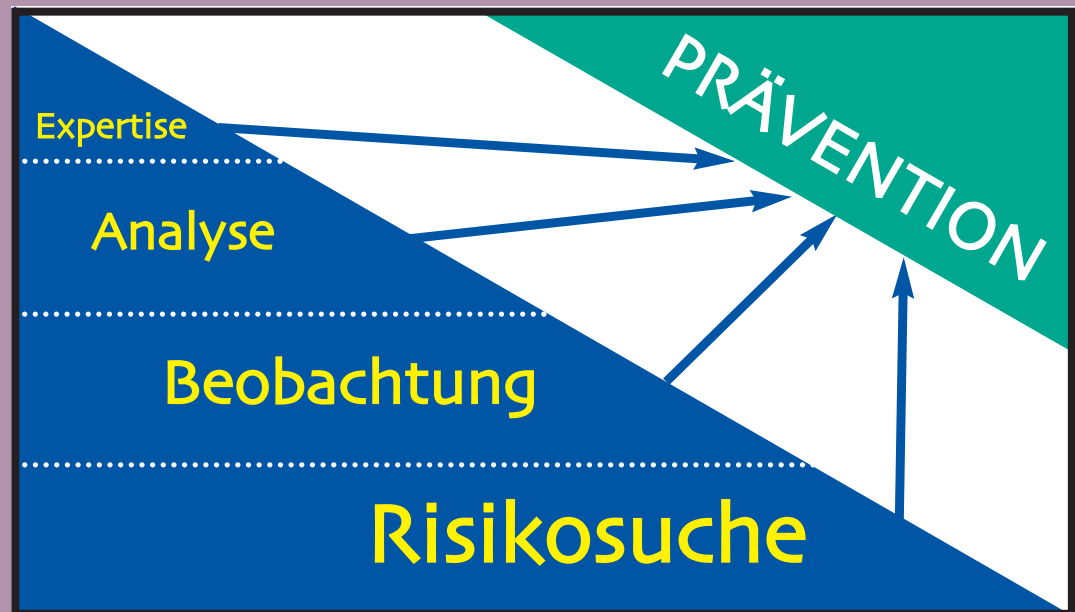 PRÄVENTION
Expertise
Analyse
Beobachtung
Risikosuche